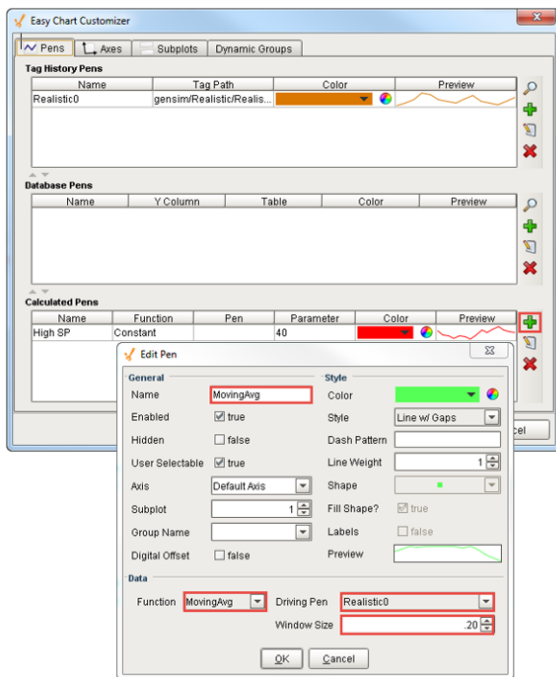 Easy Chart Customizer
Pens Axes Subplots Dynamic Groups
Tag History Pens
Name Tag Path Color Preview
Realistic0 gensim/Realistic/Realis...
Database Pens
Name Y Column Table Color Preview
Calculated Pens
Name Function Pen Parameter Color Preview
High SP Constant 40
cel
Edit Pen
General Style
Name MovingAvg Color
Enabled true Style Line w/ Gaps
Hidden false Dash Pattern
User Selectable true Line Weight 1
Axis Default Axis Shape
Subplot 1 Fill Shape? true
Group Name Labels false
Digital Offset false Preview
Data
Function MovingAvg Driving Pen Realistic0
Window Size .20
OK Cancel